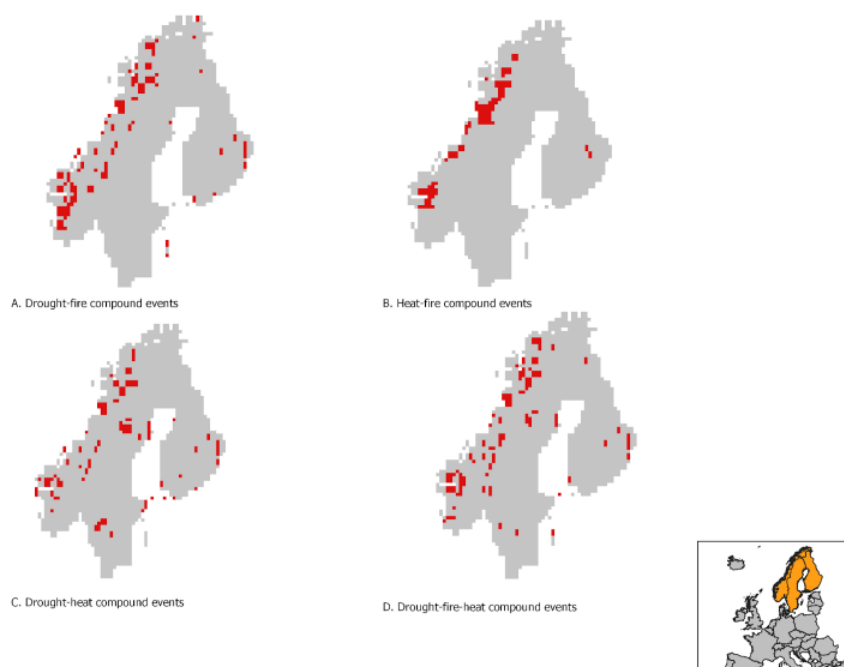 A. Drought-fire compound events
B. Heat-fire compound events
C. Drought-heat compound events
D. Drought-fire-heat compound events